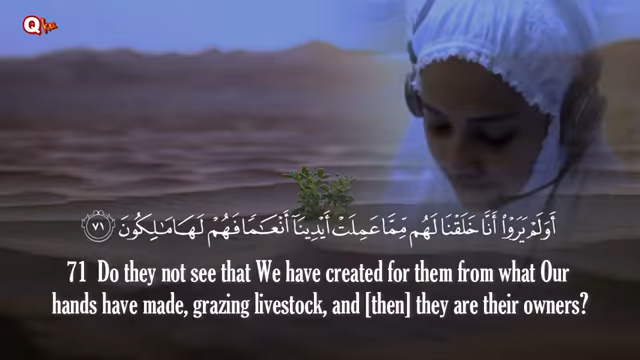 Q
أَوَلَمْ يَرَوْا۟ أَنَّا خَلَقْنَا لَهُم مِّمَّا عَمِلَتْ أَيْدِينَآ أَنْعَـٰمًا فَهُمْ لَهَا مَـٰلِكُونَ ٧١
71 Do they not see that We have created for them from what Our
hands have made, grazing livestock, and [then] they are their owners?